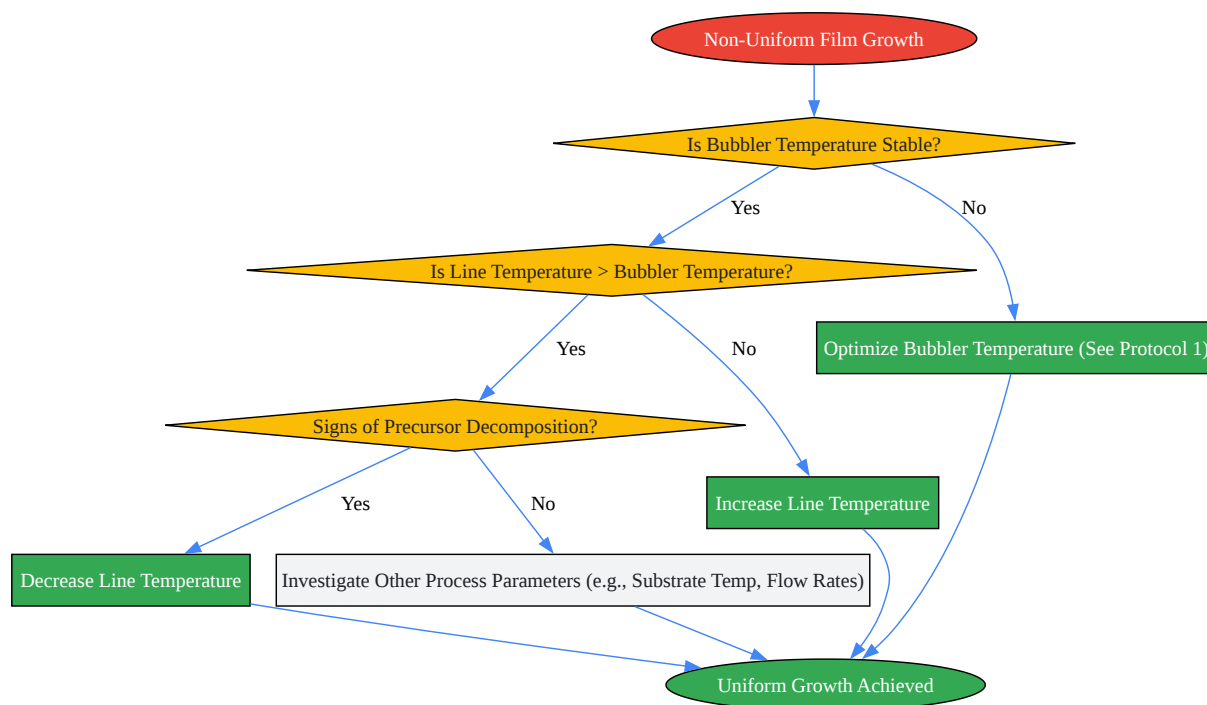 Non-Uniform Film Growth
Is Bubbler Temperature Stable?
Yes
No
Is Line Temperature > Bubbler Temperature?
Optimize Bubbler Temperature (See Protocol 1)
Yes
No
Signs of Precursor Decomposition?
Yes
No
Increase Line Temperature
Decrease Line Temperature
Investigate Other Process Parameters (e.g., Substrate Temp, Flow Rates)
Uniform Growth Achieved